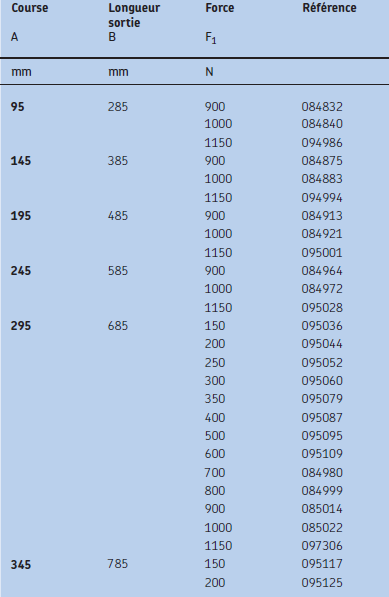 Course Longueur Force Référence
sortie
A B F₁
mm mm N
95 285 900 084832
1000 084840
1150 094986
145 385 900 084875
1000 084883
1150 094994
195 485 900 084913
1000 084921
1150 095001
245 585 900 084964
1000 084972
1150 095028
295 685 150 095036
200 095044
250 095052
300 095060
350 095079
400 095087
500 095095
600 095109
700 084980
800 084999
900 085014
1000 085022
1150 097306
345 785 150 095117
200 095125